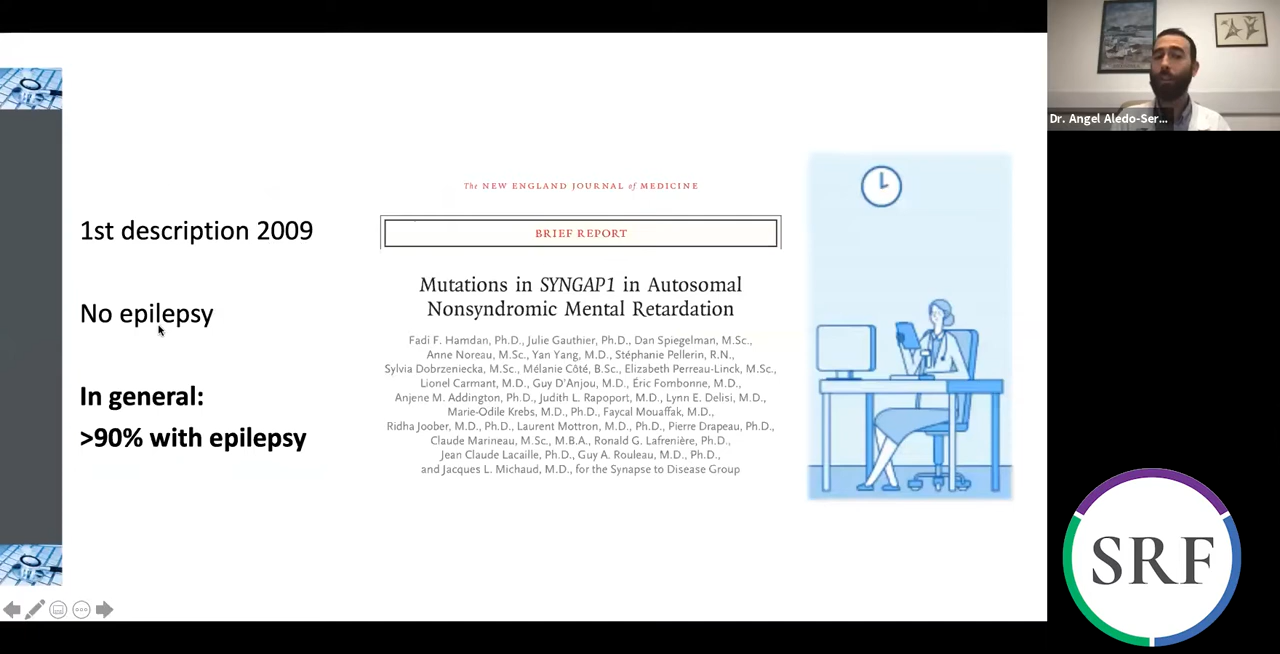 1st description 2009
No epilepsy
In general:
>90% with epilepsy
The NEW ENGLAND JOURNAL of MEDICINE
BRIEF REPORT
Mutations in SYNGAP1 in Autosomal
Nonsyndromic Mental Retardation
Fadi F. Hamdan, Ph.D., Julie Gauthier, Ph.D., Dan Spiegelman, M.Sc.,
Anne Noreau, M.Sc., Yan Yang, M.D., Stéphanie Pellerin, R.N.,
Sylvia Dobrzeniecka, M.Sc., Mélanie Côté, B.Sc., Elizabeth Perreau-Linck, M.Sc.,
Lionel Carmant, M.D., Guy D'Anjou, M.D., Éric Fombonne, M.D.,
Anjene M. Addington, Ph.D., Judith L. Rapoport, M.D., Lynn E. Delisi, M.D.,
Marie-Odile Krebs, M.D., Ph.D., Faycal Mouaffak, M.D.,
Ridha Joober, M.D., Ph.D., Laurent Mottron, M.D., Ph.D., Pierre Drapeau, Ph.D.,
Claude Marineau, M.Sc., M.B.A., Ronald G. Lafrenière, Ph.D.,
Jean Claude Lacaille, Ph.D., Guy A. Rouleau, M.D., Ph.D.,
and Jacques L. Michaud, M.D., for the Synapse to Disease Group
Dr. Angel Aledo-Ser...
SRF